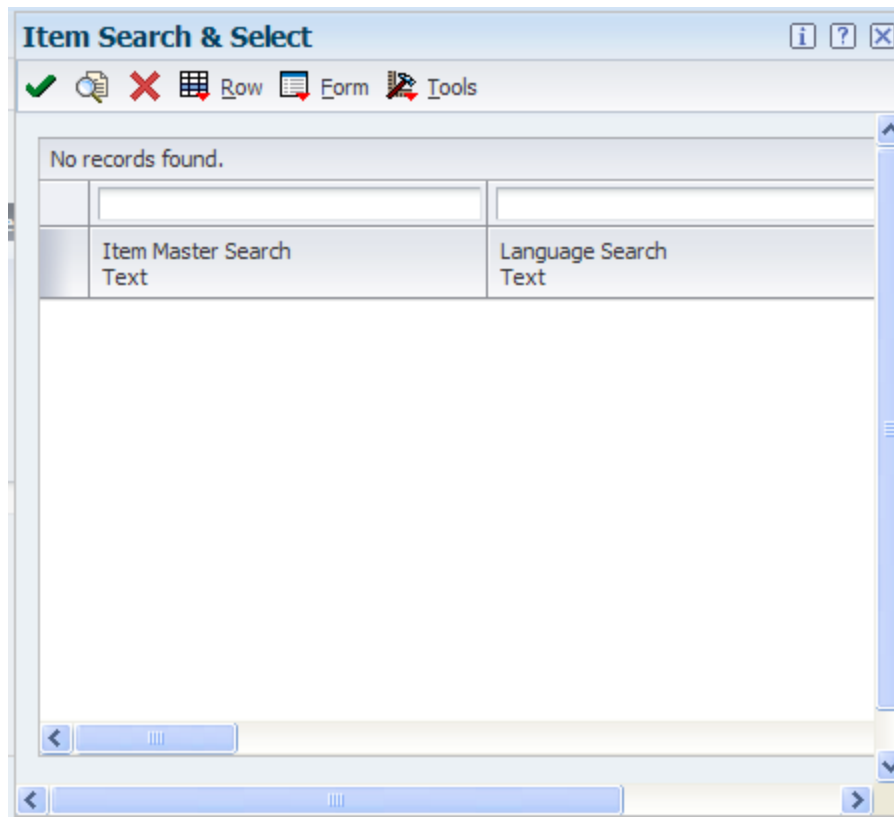 Item Search & Select
Row Form Tools
No records found.
Item Master Search
Text
Language Search
Text